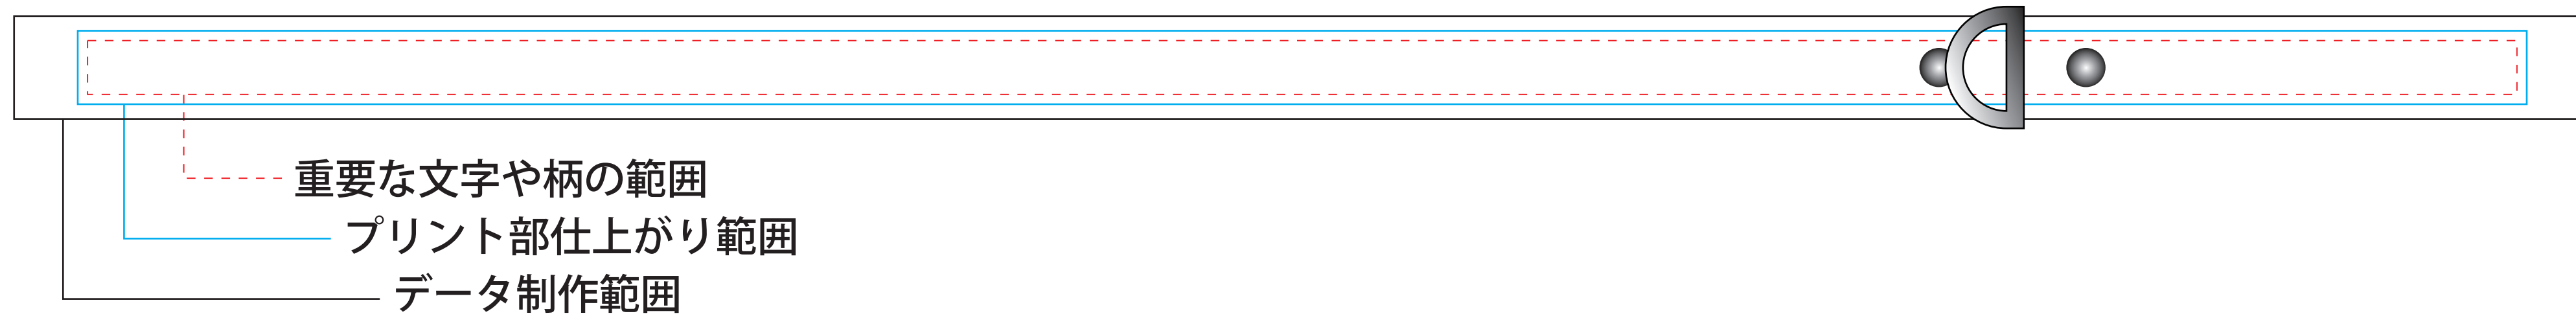 重要な文字や柄の範囲
プリント部仕上がり範囲
データ制作範囲